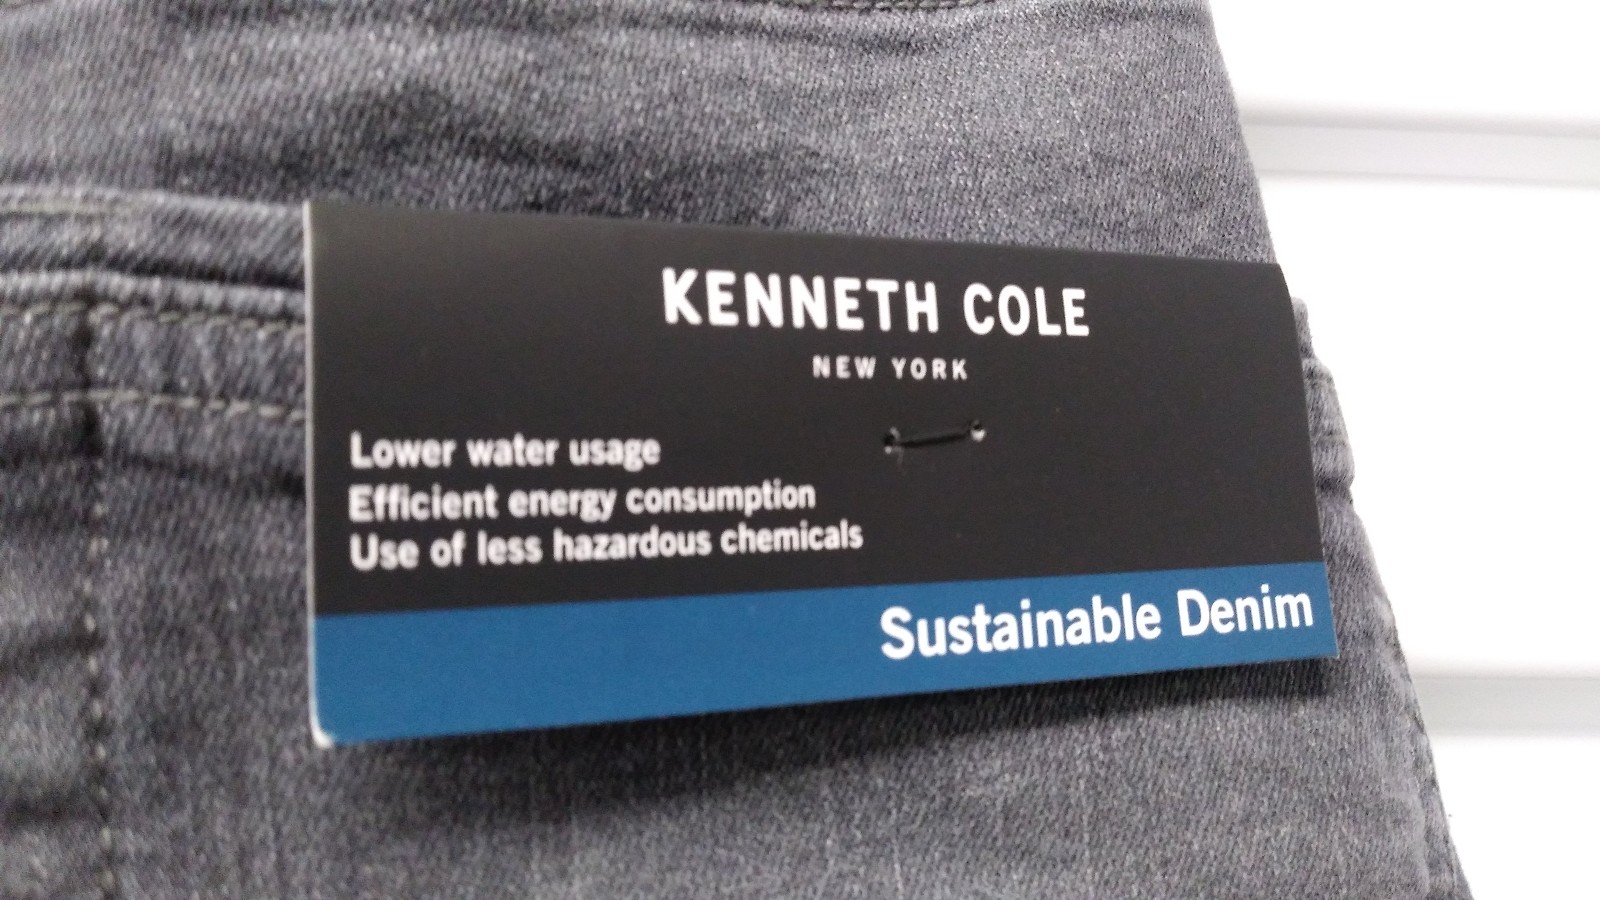 KENNETH COLE
NEW YORK
Lower water usage
Efficient energy consumption
Use of less hazardous chemicals
Sustainable Denim